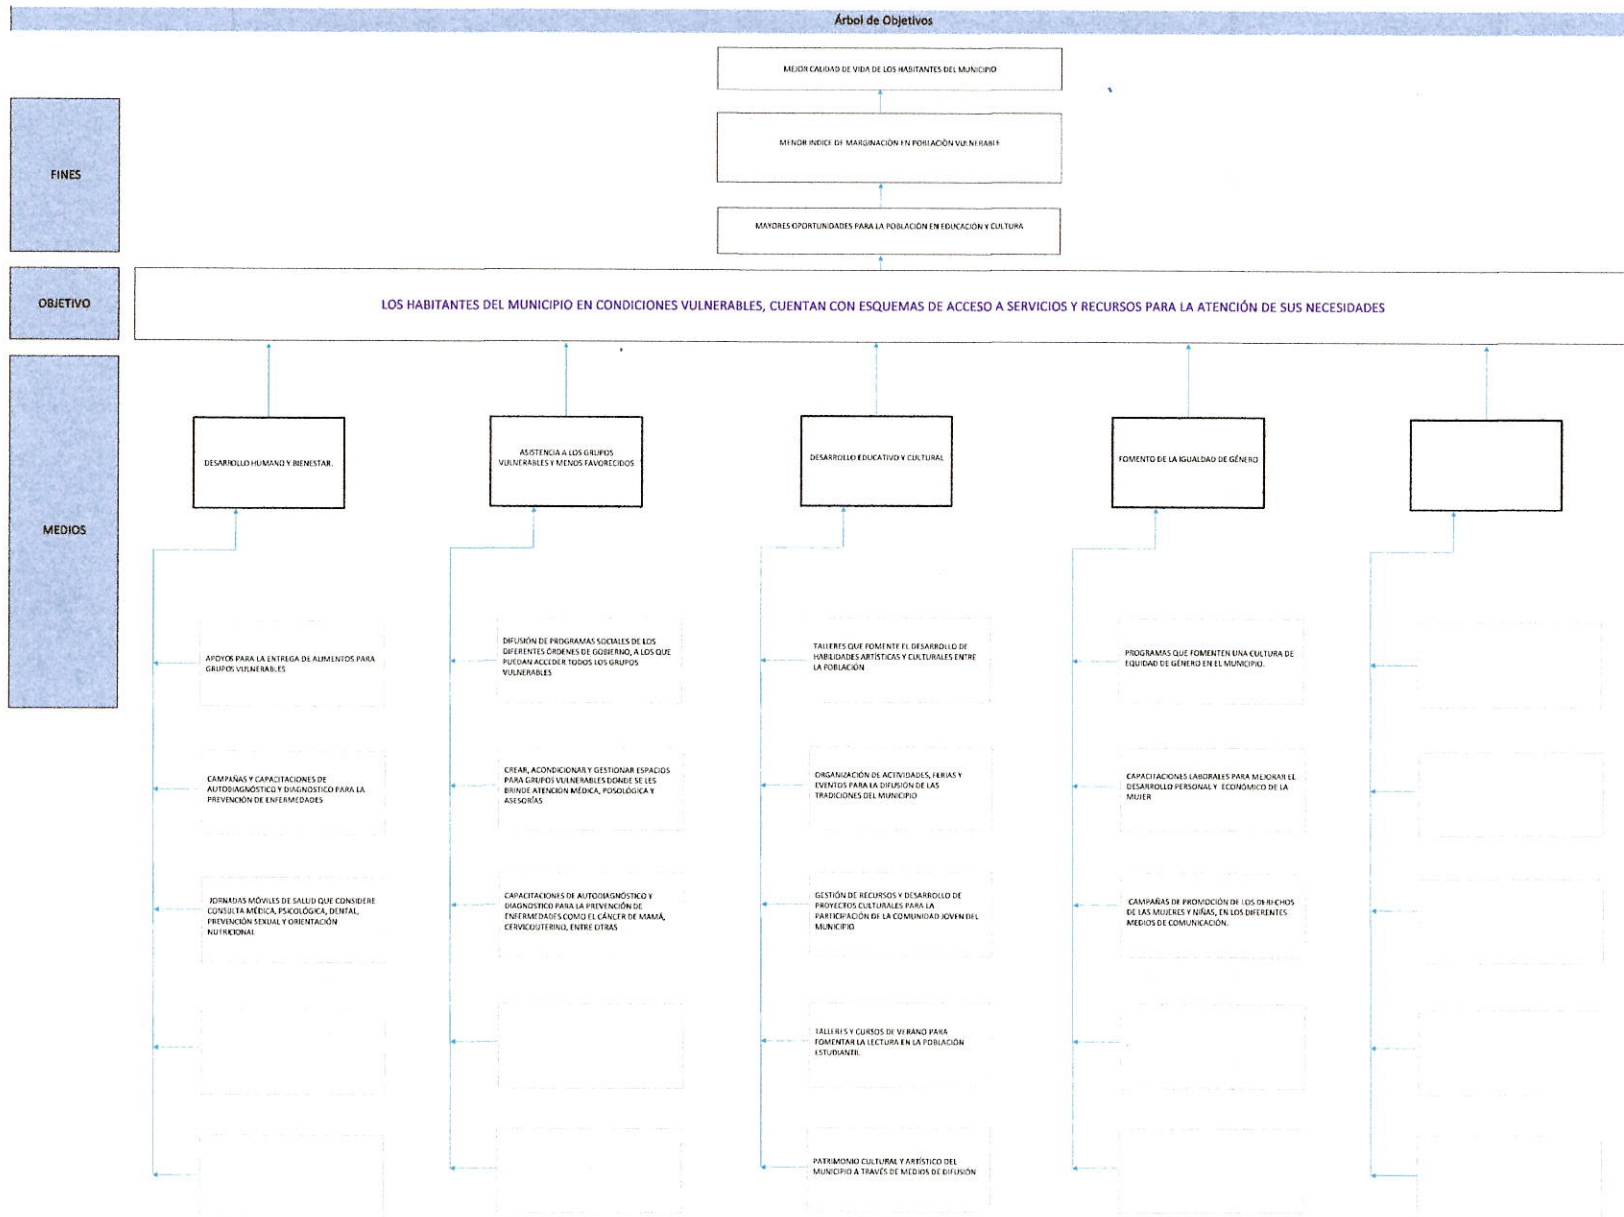 Árbol de Objetivos
MEJOR CALIDAD DE VIDA DE LOS HABITANTES DEL MUNICIPIO
FINES
MENOR INDICE DE MARGINACIÓN EN POBLACIÓN VULNERABLE
MAYORES OPORTUNIDADES PARA LA POBLACIÓN EN EDUCACIÓN Y CULTURA
OBJETIVO
LOS HABITANTES DEL MUNICIPIO EN CONDICIONES VULNERABLES, CUENTAN CON ESQUEMAS DE ACCESO A SERVICIOS Y RECURSOS PARA LA ATENCIÓN DE SUS NECESIDADES
MEDIOS
DESARROLLO HUMANO Y BIENESTAR.
APOYOS PARA LA ENTREGA DE ALIMENTOS PARA
GRUPOS VULNERABLES
CAMPAÑAS Y CAPACITACIONES DE
AUTODIAGNÓSTICO Y DIAGNÓSTICO PARA LA
PREVENCIÓN DE ENFERMEDADES
JORNADAS MÓVILES DE SALUD QUE CONSIDERE
CONSULTA MÉDICA, PSICOLÓGICA, DENTAL,
PREVENCIÓN SEXUAL Y ORIENTACIÓN
NUTRICIONAL
ASISTENCIA A LOS GRUPOS
VULNERABLES Y MENOS FAVORECIDOS
DIFUSIÓN DE PROGRAMAS SOCIALES DE LOS
DIFERENTES ÓRDENES DE GOBIERNO, A LOS QUE
PUEDAN ACCEDER TODOS LOS GRUPOS
VULNERABLES
CREAR, ACONDICIONAR Y GESTIONAR ESPACIOS
PARA GRUPOS VULNERABLES DONDE SE LES
BRINDE ATENCIÓN MÉDICA, POSOLÓGICA Y
ASESORÍAS
CAPACITACIONES DE AUTODIAGNÓSTICO Y
DIAGNOSTICO PARA LA PREVENCIÓN DE
ENFERMEDADES COMO EL CÁNCER DE MAMÁ,
CERVICOUTERINO, ENTRE OTRAS
DESARROLLO EDUCATIVO Y CULTURAL
TALLERES QUE FOMENTE EL DESARROLLO DE
HABILIDADES ARTÍSTICAS Y CULTURALES ENTRE
LA POBLACIÓN
ORGANIZACIÓN DE ACTIVIDADES, FERIAS Y
EVENTOS PARA LA DIFUSIÓN DE LAS
TRADICIONES DEL MUNICIPIO
GESTIÓN DE RECURSOS Y DESARROLLO DE
PROYECTOS CULTURALES PARA LA
PARTICIPACIÓN DE LA COMUNIDAD JOVEN DEL
MUNICIPIO
TALLERES Y CURSOS DE VERANO PARA
FOMENTAR LA LECTURA EN LA POBLACIÓN
ESTUDIANTIL
PATRIMONIO CULTURAL Y ARTÍSTICO DEL
MUNICIPIO A TRAVÉS DE MEDIOS DE DIFUSIÓN
FOMENTO DE LA IGUALDAD DE GÉNERO
PROGRAMAS QUE FOMENTEN UNA CULTURA DE
EQUIDAD DE GÉNERO EN EL MUNICIPIO.
CAPACITACIONES LABORALES PARA MEJORAR EL
DESARROLLO PERSONAL Y ECONÓMICO DE LA
MUJER
CAMPAÑAS DE PROMOCIÓN DE LOS DERECHOS
DE LAS MUJERES Y NIÑAS, EN LOS DIFERENTES
MEDIOS DE COMUNICACIÓN.